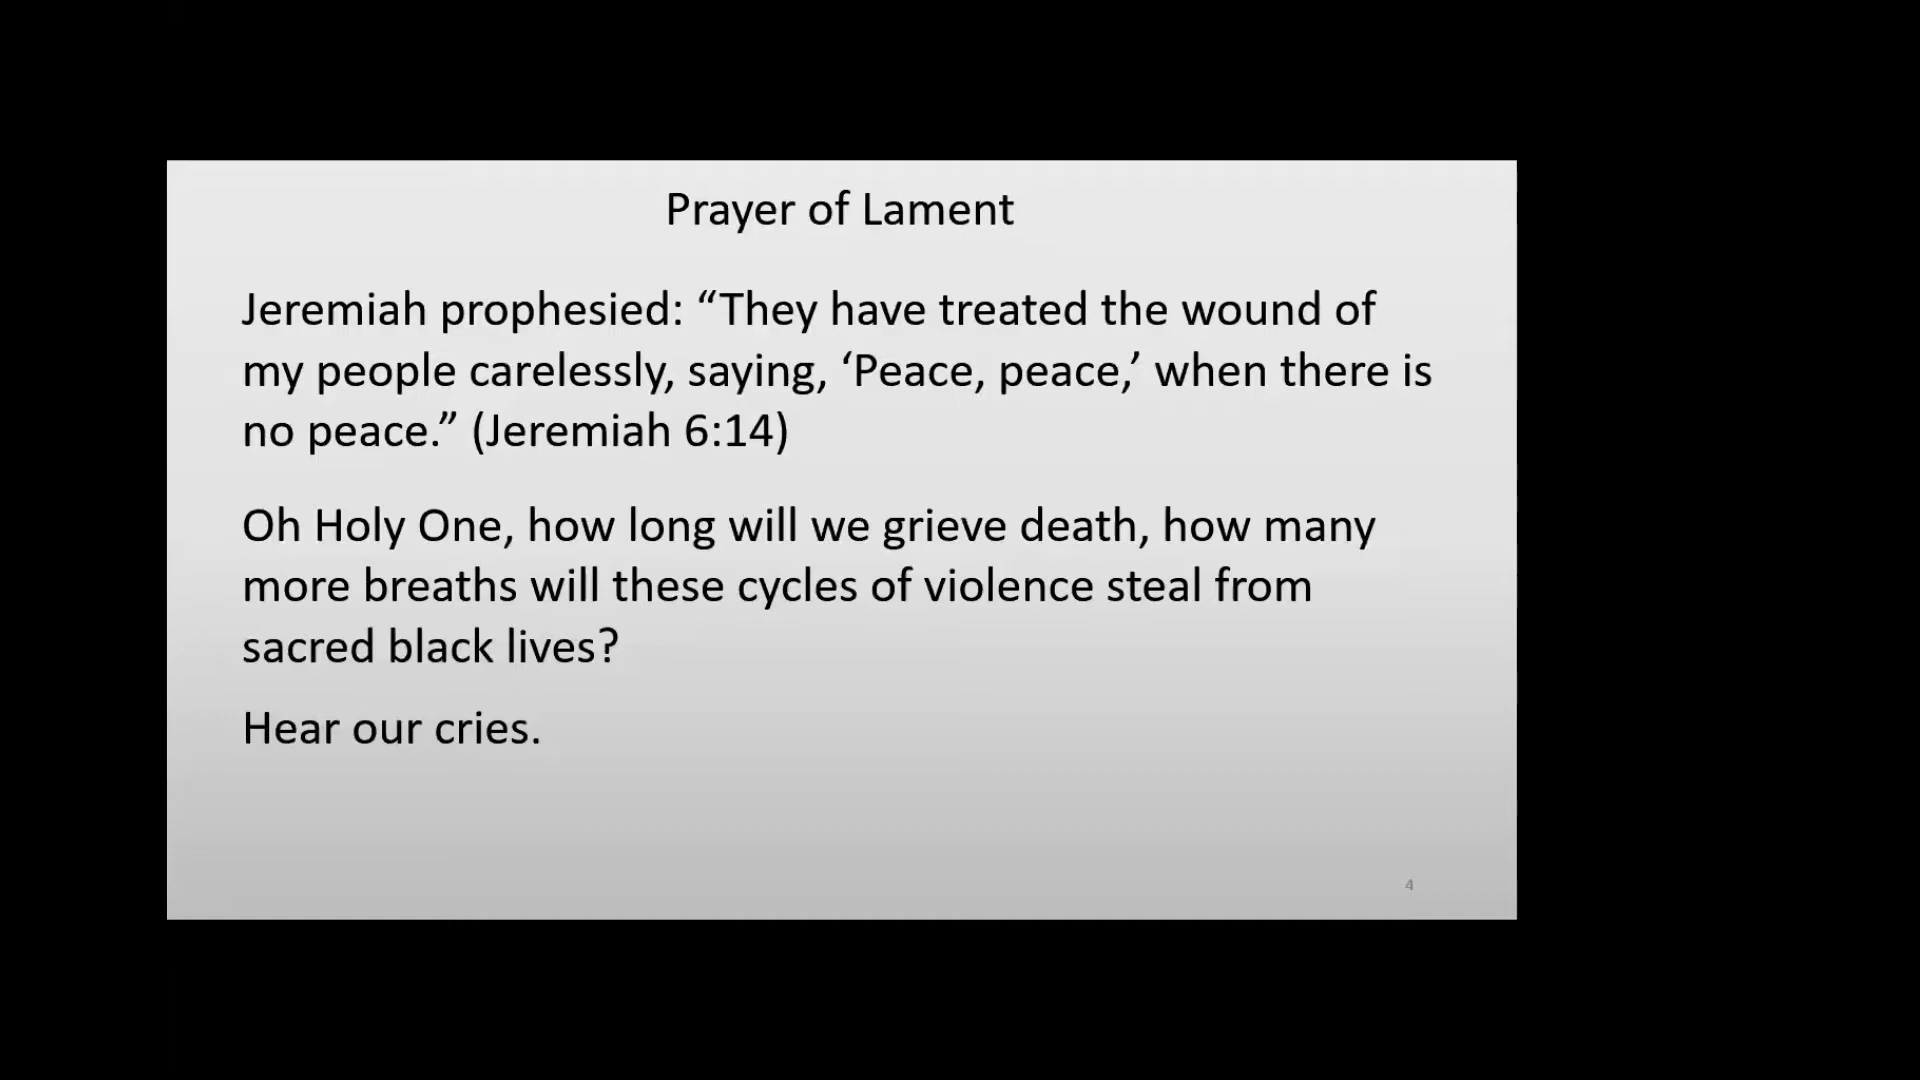 Prayer of Lament
Jeremiah prophesied: “They have treated the wound of
my people carelessly, saying, ‘Peace, peace,’ when there is
no peace.” (Jeremiah 6:14)
Oh Holy One, how long will we grieve death, how many
more breaths will these cycles of violence steal from
sacred black lives?
Hear our cries.
4